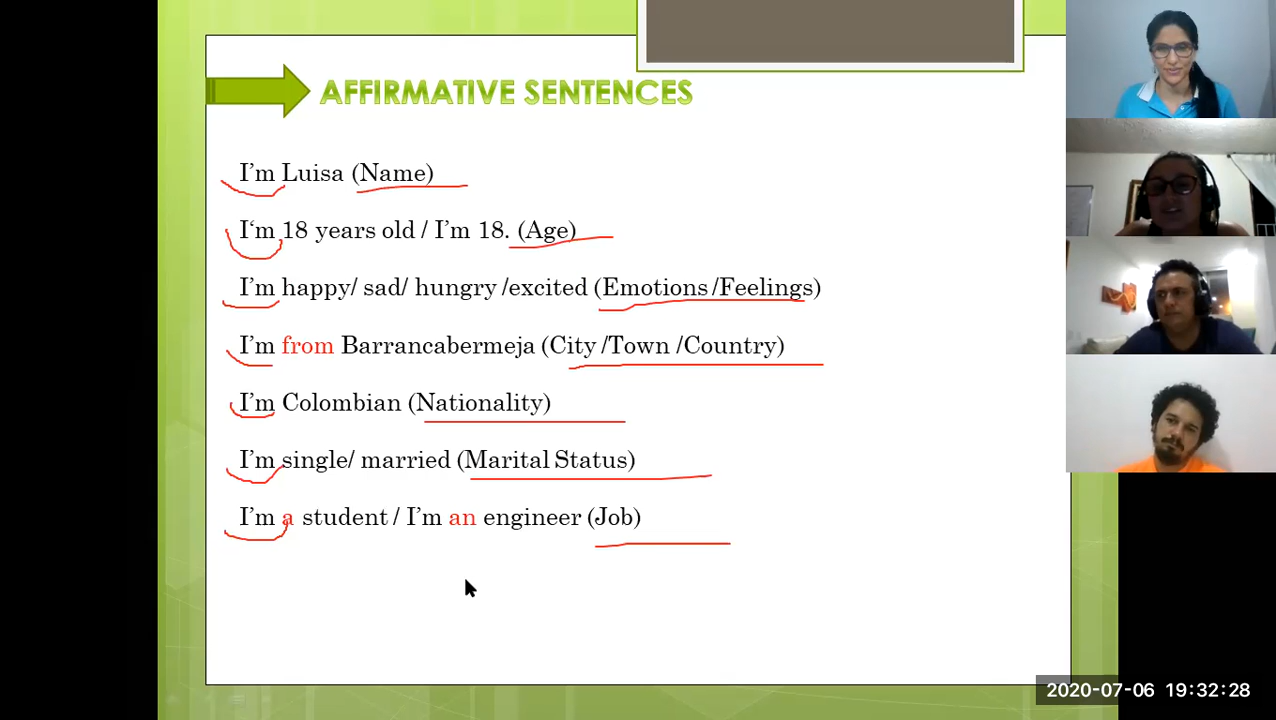 AFFIRMATIVE SENTENCES
I’m Luisa (Name)
I‘m 18 years old / I’m 18. (Age)
I’m happy/ sad/ hungry /excited (Emotions /Feelings)
I’m from Barrancabermeja (City /Town /Country)
I’m Colombian (Nationality)
I’m single/ married (Marital Status)
I’m a student / I’m an engineer (Job)
2020-07-06 19:32:28